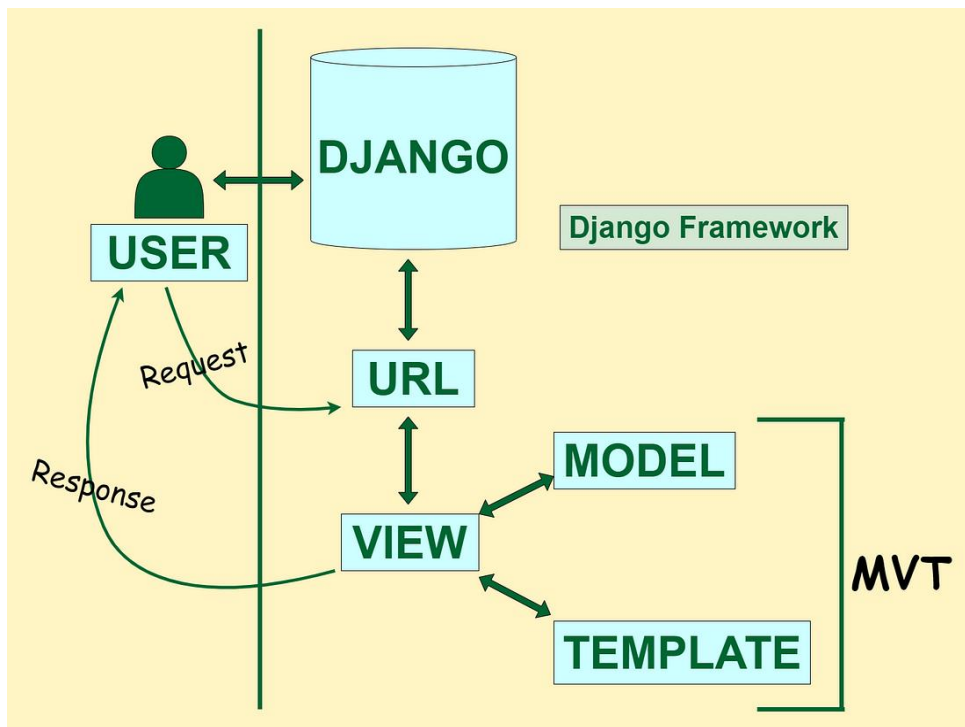 DJANGO
USER
Django Framework
Request
URL
Response
MODEL
VIEW
MVT
TEMPLATE